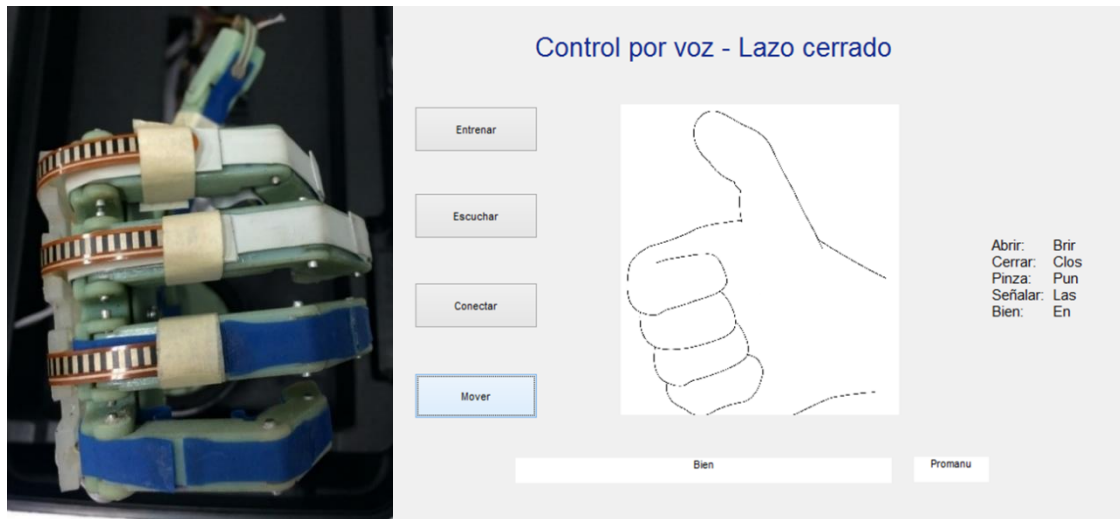 Control por voz - Lazo cerrado
Entrenar
Escuchar
Conectar
Mover
Abrir: Brir
Cerrar: Clos
Pinza: Pun
Señalar: Las
Bien: En
Bien
Promanu